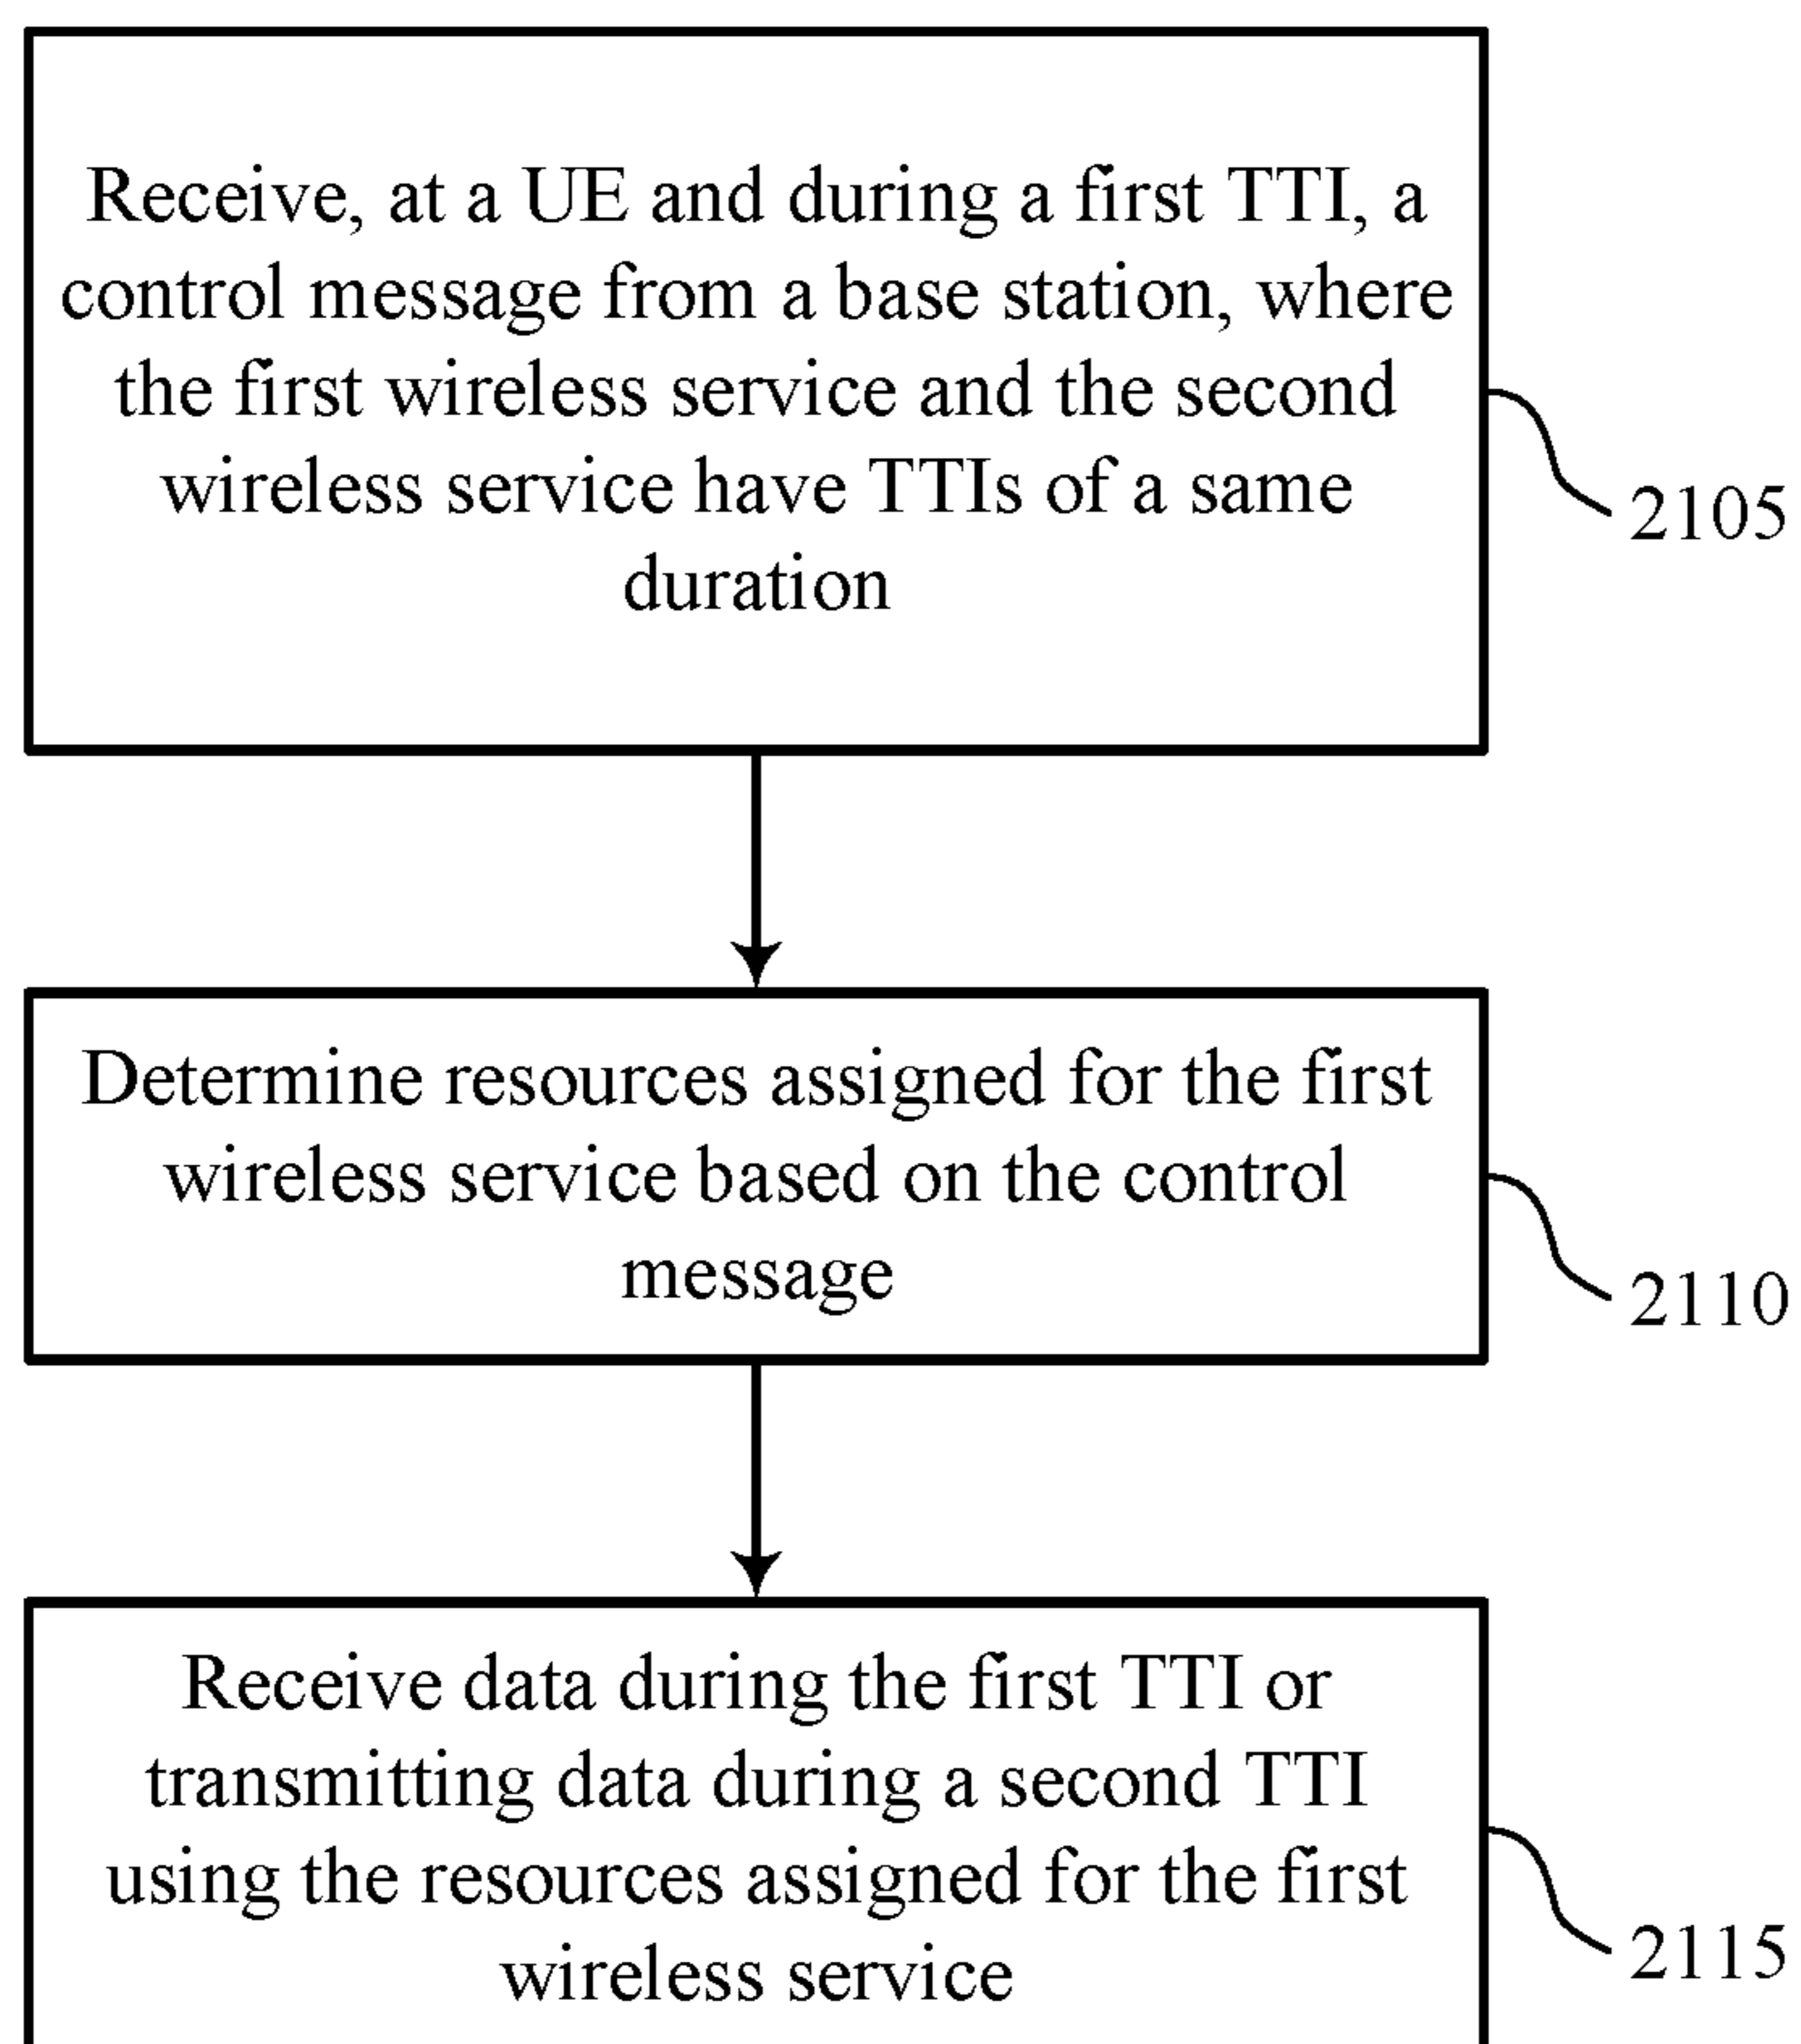 Receive, at a UE and during a first TTI, a
control message from a base station, where
the first wireless service and the second
wireless service have TTIs of a same
duration
2105
Determine resources assigned for the first
wireless service based on the control
message
2110
Receive data during the first TTI or
transmitting data during a second TTI
using the resources assigned for the first
wireless service
2115